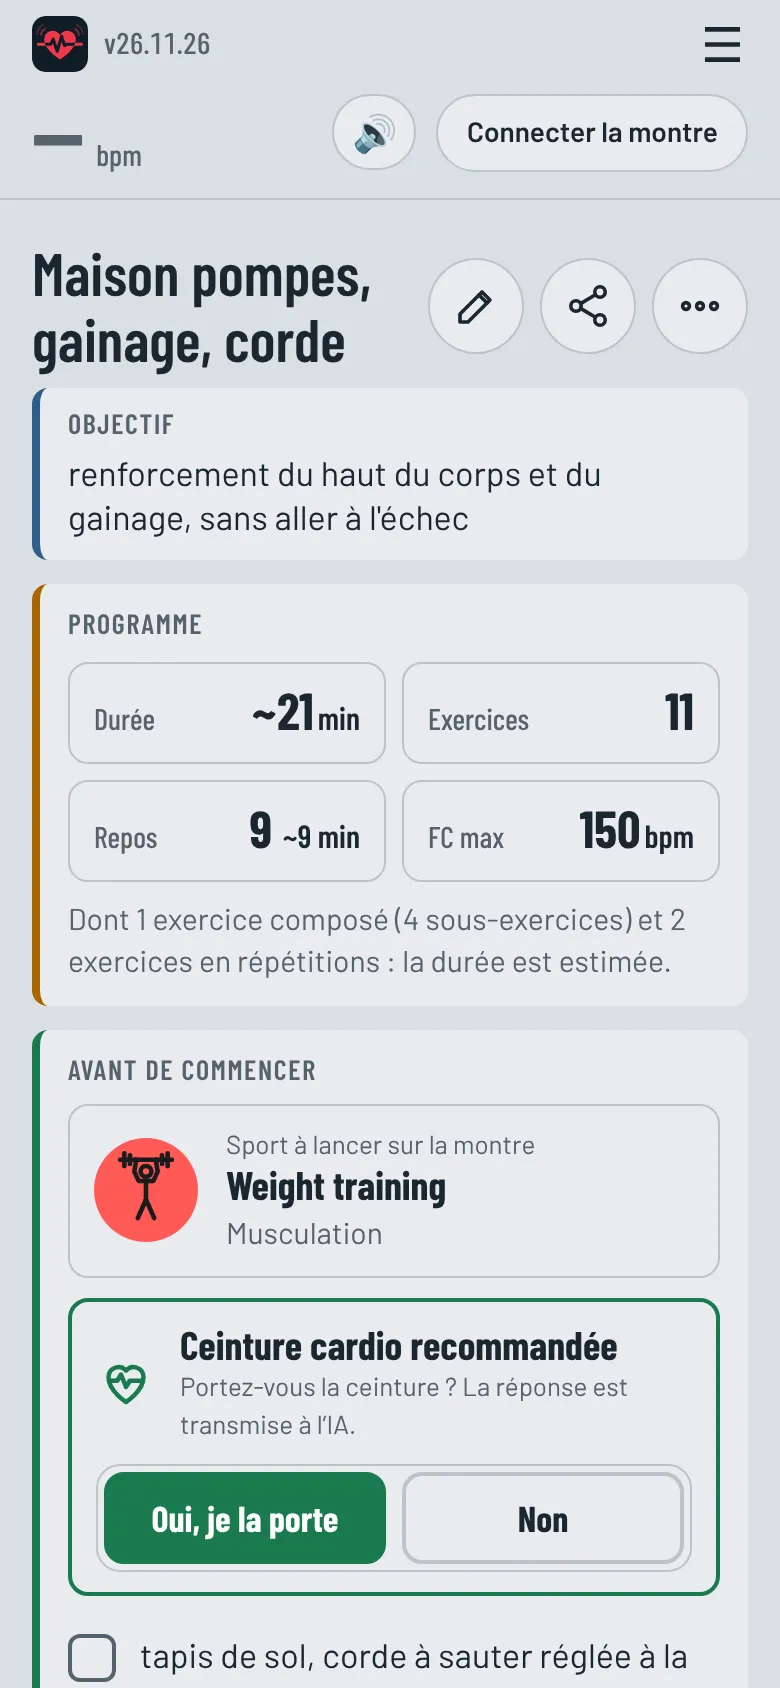 v26.11.26
bpm
Connecter la montre
Maison pompes,
gainage, corde
OBJECTIF
renforcement du haut du corps et du
gainage, sans aller à l'échec
PROGRAMME
Durée ~21 min
Exercices 11
Repos 9 ~9 min
FC max 150 bpm
Dont 1 exercice composé (4 sous-exercices) et 2
exercices en répétitions : la durée est estimée.
AVANT DE COMMENCER
Sport à lancer sur la montre
Weight training
Musculation
Ceinture cardio recommandée
Portez-vous la ceinture ? La réponse est
transmise à l’IA.
Oui, je la porte
Non
tapis de sol, corde à sauter réglée à la